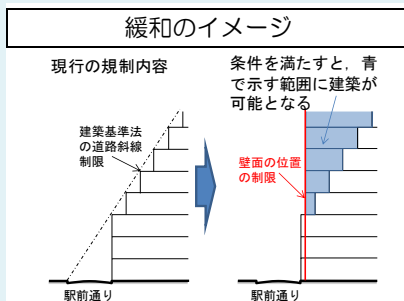 緩和のイメージ
現行の規制内容
建築基準法
の道路斜線
制限
駅前通り
条件を満たすと，青
で示す範囲に建築が
可能となる
壁面の位置
の制限
駅前通り